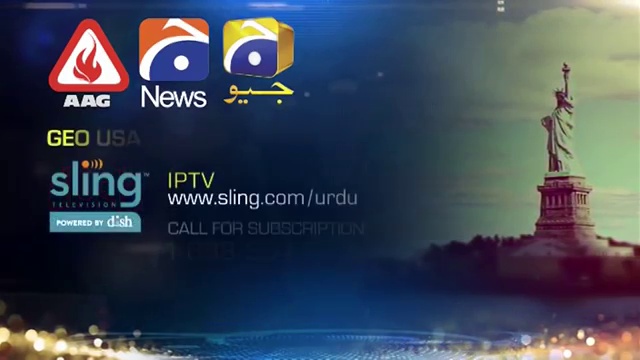 AAG
News
جیو
GEO USA
sling
TELEVISION
POWERED BY dish
IPTV
www.sling.com/urdu
CALL FOR SUBSCRIPTION